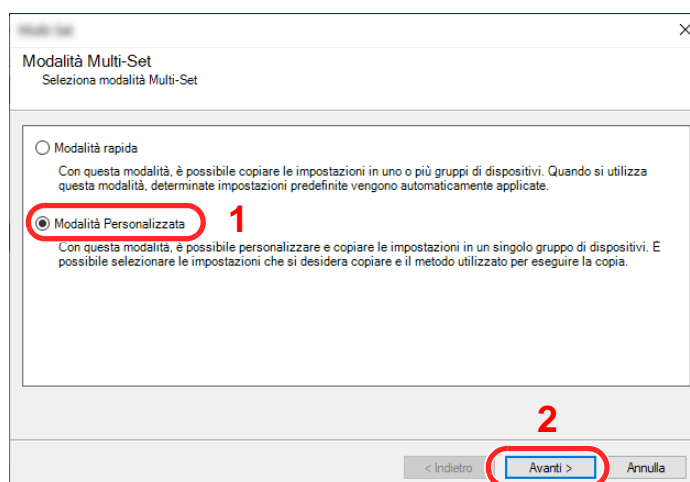 Modalità Multi-Set
Seleziona modalità Multi-Set
Modalità rapida
Con questa modalità, è possibile copiare le impostazioni in uno o più gruppi di dispositivi. Quando si utilizza
questa modalità, determinate impostazioni predefinite vengono automaticamente applicate.
Modalità Personalizzata 1
Con questa modalità, è possibile personalizzare e copiare le impostazioni in un singolo gruppo di dispositivi. É
possibile selezionare le impostazioni che si desidera copiare e il metodo utilizzato per eseguire la copia.
2
< Indietro Avanti > Annulla